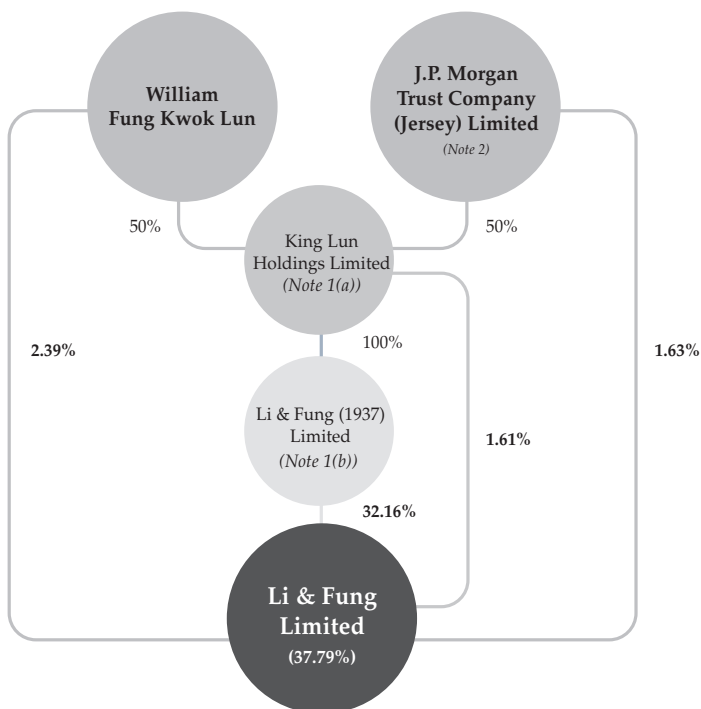 William
Fung Kwok Lun
J.P. Morgan
Trust Company
(Jersey) Limited
(Note 2)
50%
50%
King Lun
Holdings Limited
(Note 1(a))
2.39%
100%
1.63%
Li & Fung (1937)
Limited
(Note 1(b))
1.61%
32.16%
Li & Fung
Limited
(37.79%)